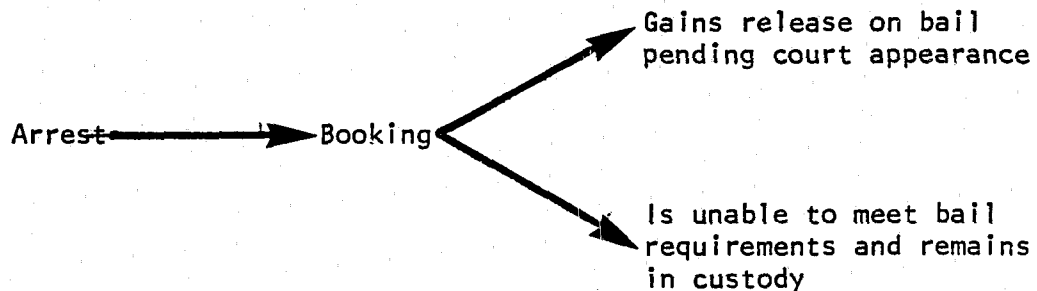 Gains release on bail
pending court appearance
Arrest
Booking
Is unable to meet bail
requirements and remains
in custody